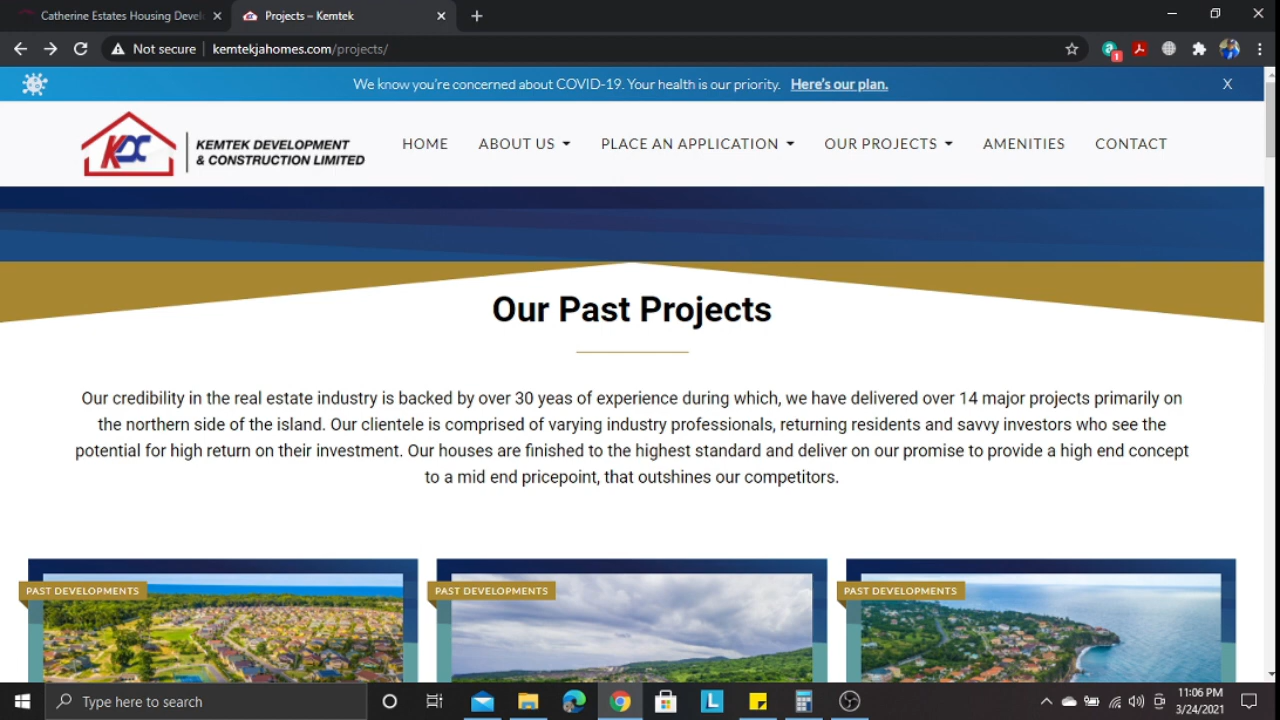 Catherine Estates Housing Devel
Projects – Kemtek
Not secure
kemtekjahomes.com/projects/
We know you're concerned about COVID-19. Your health is our priority. Here's our plan.
X
KDC
KEMTEK DEVELOPMENT
& CONSTRUCTION LIMITED
HOME
ABOUT US
PLACE AN APPLICATION
OUR PROJECTS
AMENITIES
CONTACT
Our Past Projects
Our credibility in the real estate industry is backed by over 30 yeas of experience during which, we have delivered over 14 major projects primarily on
the northern side of the island. Our clientele is comprised of varying industry professionals, returning residents and savvy investors who see the
potential for high return on their investment. Our houses are finished to the highest standard and deliver on our promise to provide a high end concept
to a mid end pricepoint, that outshines our competitors.
PAST DEVELOPMENTS
PAST DEVELOPMENTS
PAST DEVELOPMENTS
Type here to search
L
11:06 PM
3/24/2021